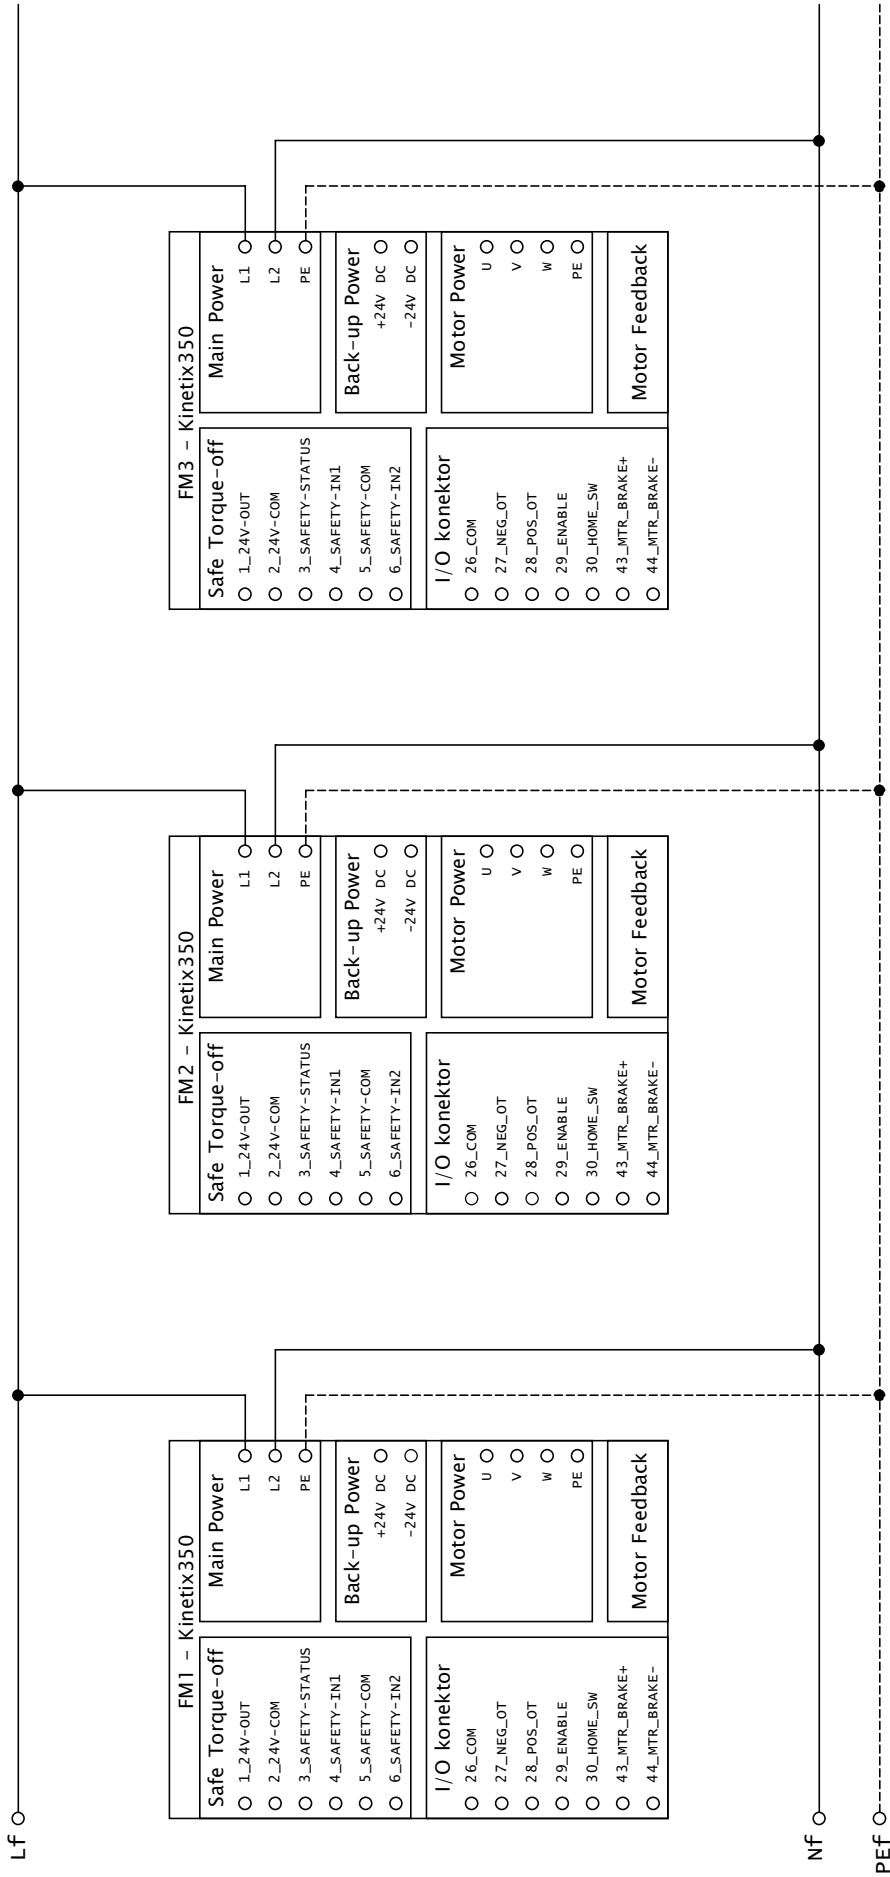 Lf
FM1 - Kinetix350
Safe Torque-off
1_24V-OUT
2_24V-COM
3_SAFETY-STATUS
4_SAFETY-IN1
5_SAFETY-COM
6_SAFETY-IN2
I/O konektor
26_COM
27_NEG_OT
28_POS_OT
29_ENABLE
30_HOME_SW
43_MTR_BRAKE+
44_MTR_BRAKE-
Main Power
L1
L2
PE
Back-up Power
+24V DC
-24V DC
Motor Power
U
V
W
PE
Motor Feedback
FM2 - Kinetix350
Safe Torque-off
1_24V-OUT
2_24V-COM
3_SAFETY-STATUS
4_SAFETY-IN1
5_SAFETY-COM
6_SAFETY-IN2
I/O konektor
26_COM
27_NEG_OT
28_POS_OT
29_ENABLE
30_HOME_SW
43_MTR_BRAKE+
44_MTR_BRAKE-
Main Power
L1
L2
PE
Back-up Power
+24V DC
-24V DC
Motor Power
U
V
W
PE
Motor Feedback
FM3 - Kinetix350
Safe Torque-off
1_24V-OUT
2_24V-COM
3_SAFETY-STATUS
4_SAFETY-IN1
5_SAFETY-COM
6_SAFETY-IN2
I/O konektor
26_COM
27_NEG_OT
28_POS_OT
29_ENABLE
30_HOME_SW
43_MTR_BRAKE+
44_MTR_BRAKE-
Main Power
L1
L2
PE
Back-up Power
+24V DC
-24V DC
Motor Power
U
V
W
PE
Motor Feedback
Nf
PEf